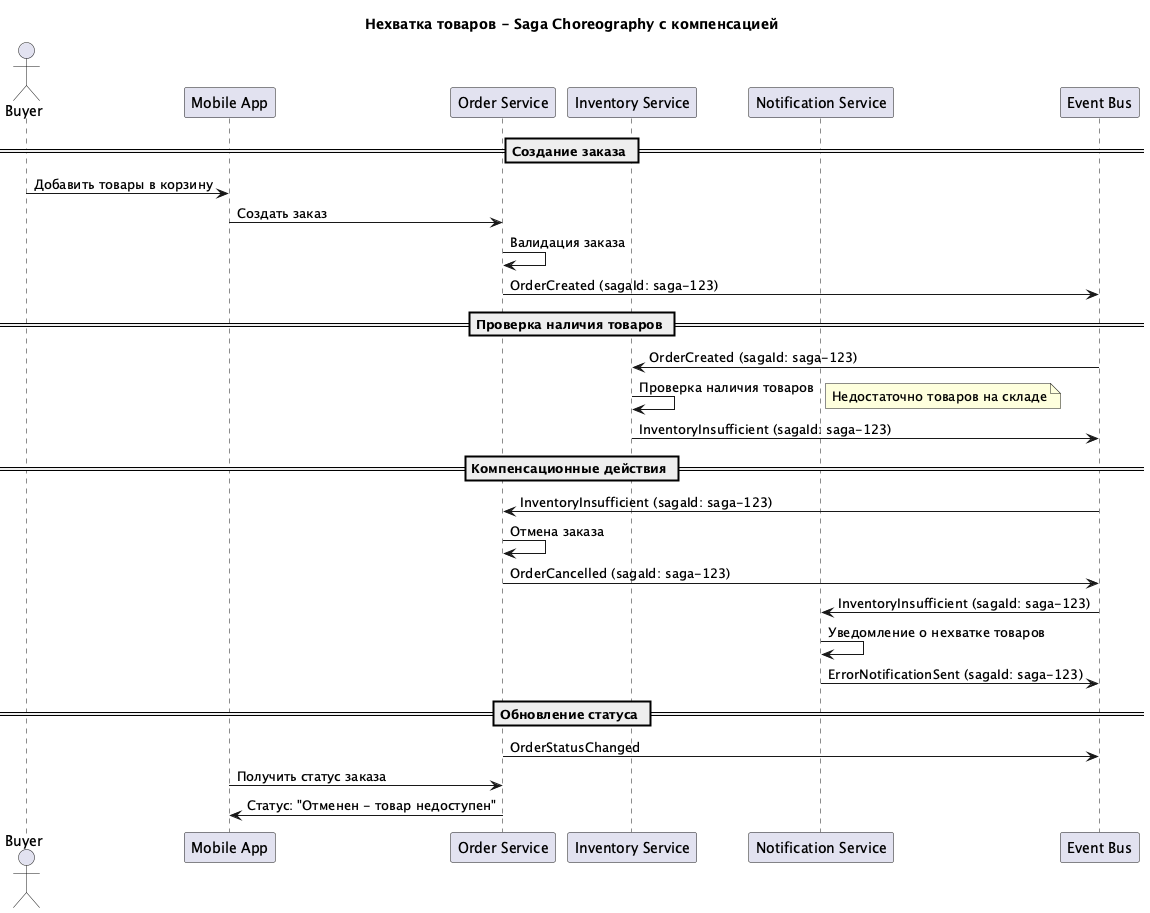 Нехватка товаров – Saga Choreography с компенсацией
Buyer
Mobile App
Order Service
Inventory Service
Notification Service
Event Bus
Создание заказа
Добавить товары в корзину
Создать заказ
Валидация заказа
OrderCreated (sagaId: saga-123)
Проверка наличия товаров
OrderCreated (sagaId: saga-123)
Проверка наличия товаров
Недостаточно товаров на складе
InventoryInsufficient (sagaId: saga-123)
Компенсационные действия
InventoryInsufficient (sagaId: saga-123)
Отмена заказа
OrderCancelled (sagaId: saga-123)
InventoryInsufficient (sagaId: saga-123)
Уведомление о нехватке товаров
ErrorNotificationSent (sagaId: saga-123)
Обновление статуса
OrderStatusChanged
Получить статус заказа
Статус: "Отменен – товар недоступен"
Buyer
Mobile App
Order Service
Inventory Service
Notification Service
Event Bus